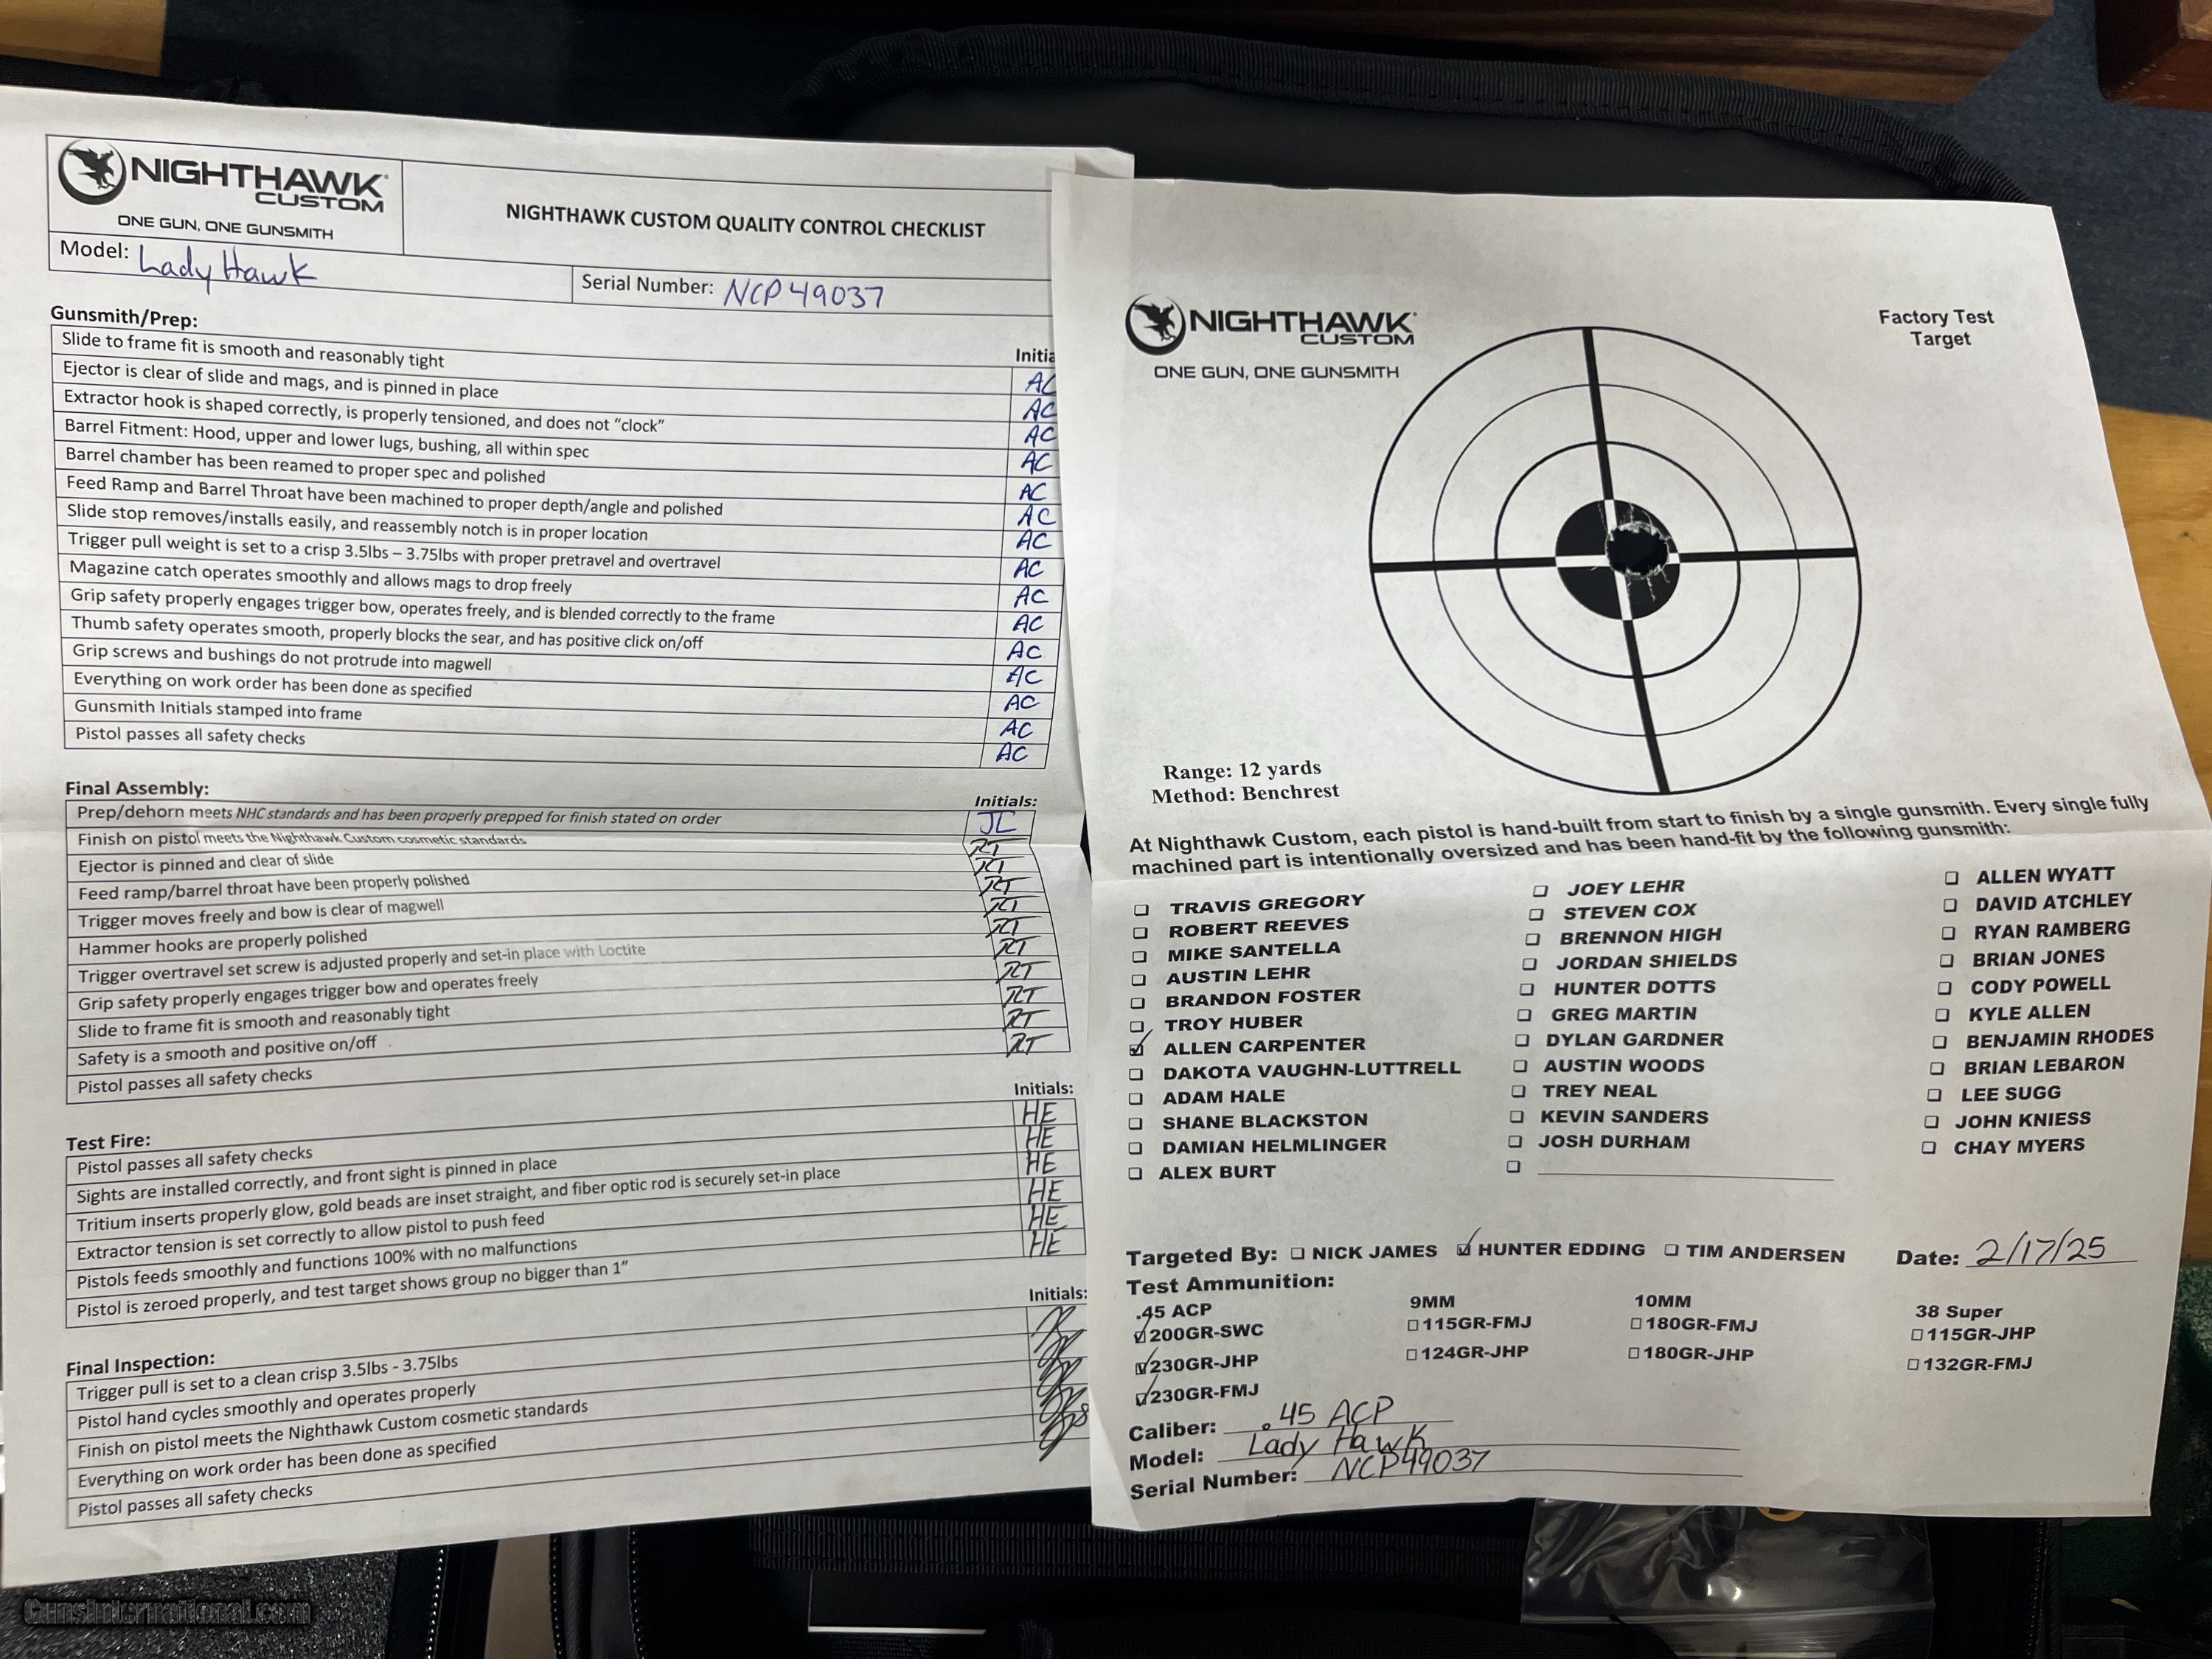 NIGHTHAWK
CUSTOM
ONE GUN, ONE GUNSMITH
NIGHTHAWK CUSTOM QUALITY CONTROL CHECKLIST
Model: Lady Hawk
Serial Number: NCP49037
Gunsmith/Prep:
Initia
Slide to frame fit is smooth and reasonably tight AC
Ejector is clear of slide and mags, and is pinned in place AC
Extractor hook is shaped correctly, is properly tensioned, and does not “clock” AC
Barrel Fitment: Hood, upper and lower lugs, bushing, all within spec AC
Barrel chamber has been reamed to proper spec and polished AC
Feed Ramp and Barrel Throat have been machined to proper depth/angle and polished AC
Slide stop removes/installs easily, and reassembly notch is in proper location AC
Trigger pull weight is set to a crisp 3.5lbs – 3.75lbs with proper pretravel and overtravel AC
Magazine catch operates smoothly and allows mags to drop freely AC
Grip safety properly engages trigger bow, operates freely, and is blended correctly to the frame AC
Thumb safety operates smooth, properly blocks the sear, and has positive click on/off AC
Grip screws and bushings do not protrude into magwell AC
Everything on work order has been done as specified AC
Gunsmith Initials stamped into frame AC
Pistol passes all safety checks AC
Final Assembly:
Initials:
Prep/dehorn meets NHC standards and has been properly prepped for finish stated on order JC
Finish on pistol meets the Nighthawk Custom cosmetic standards RT
Ejector is pinned and clear of slide RT
Feed ramp/barrel throat have been properly polished RT
Trigger moves freely and bow is clear of magwell RT
Hammer hooks are properly polished RT
Trigger overtravel set screw is adjusted properly and set-in place with Loctite RT
Grip safety properly engages trigger bow and operates freely RT
Slide to frame fit is smooth and reasonably tight RT
Safety is a smooth and positive on/off RT
Pistol passes all safety checks RT
Test Fire:
Initials:
Pistol passes all safety checks HE
Sights are installed correctly, and front sight is pinned in place HE
Tritium inserts properly glow, gold beads are inset straight, and fiber optic rod is securely set-in place HE
Extractor tension is set correctly to allow pistol to push feed HE
Pistols feeds smoothly and functions 100% with no malfunctions HE
Pistol is zeroed properly, and test target shows group no bigger than 1” HE
Final Inspection:
Initials:
Trigger pull is set to a clean crisp 3.5lbs - 3.75lbs
Pistol hand cycles smoothly and operates properly
Finish on pistol meets the Nighthawk Custom cosmetic standards
Everything on work order has been done as specified
Pistol passes all safety checks
NIGHTHAWK
CUSTOM
ONE GUN, ONE GUNSMITH
Factory Test
Target
Range: 12 yards
Method: Benchrest
At Nighthawk Custom, each pistol is hand-built from start to finish by a single gunsmith. Every single fully
machined part is intentionally oversized and has been hand-fit by the following gunsmith:
TRAVIS GREGORY
ROBERT REEVES
MIKE SANTELLA
AUSTIN LEHR
BRANDON FOSTER
TROY HUBER
ALLEN CARPENTER
DAKOTA VAUGHN-LUTTRELL
ADAM HALE
SHANE BLACKSTON
DAMIAN HELMLINGER
ALEX BURT
JOEY LEHR
STEVEN COX
BRENNON HIGH
JORDAN SHIELDS
HUNTER DOTTS
GREG MARTIN
DYLAN GARDNER
AUSTIN WOODS
TREY NEAL
KEVIN SANDERS
JOSH DURHAM
ALLEN WYATT
DAVID ATCHLEY
RYAN RAMBERG
BRIAN JONES
CODY POWELL
KYLE ALLEN
BENJAMIN RHODES
BRIAN LEBARON
LEE SUGG
JOHN KNIESS
CHAY MYERS
Targeted By: NICK JAMES HUNTER EDDING TIM ANDERSEN Date: 2/17/25
Test Ammunition:
.45 ACP 9MM 10MM 38 Super
200GR-SWC 115GR-FMJ 180GR-FMJ 115GR-JHP
230GR-JHP 124GR-JHP 180GR-JHP 132GR-FMJ
230GR-FMJ
Caliber: .45 ACP
Model: Lady Hawk
Serial Number: NCP49037
GunsInternational.com